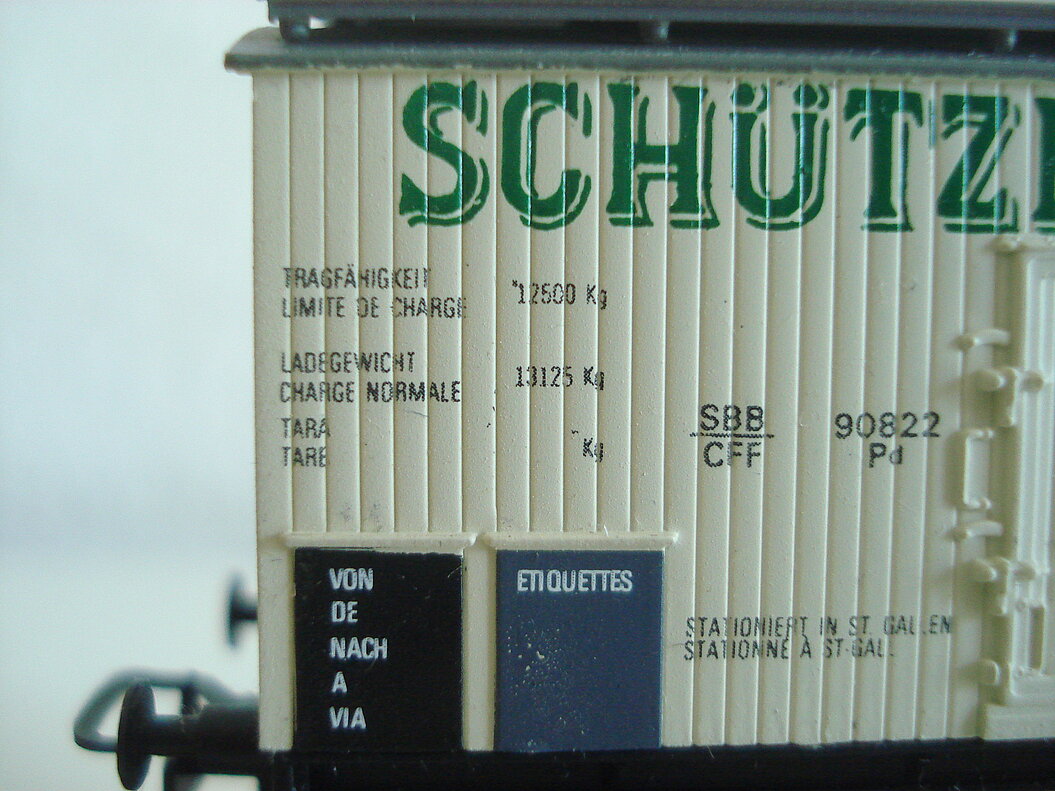 SCHÜTZ
TRAGFÄHIGKEIT
LIMITE DE CHARGE
12500 Kg
LADEGEWICHT
CHARGE NORMALE
13125 Kg
TARA
TARE
Kg
SBB
CFF
90822
Pd
VON
DE
NACH
A
VIA
ETIQUETTES
STATIONIERT IN ST. GALLEN
STATIONNE À ST-GALL